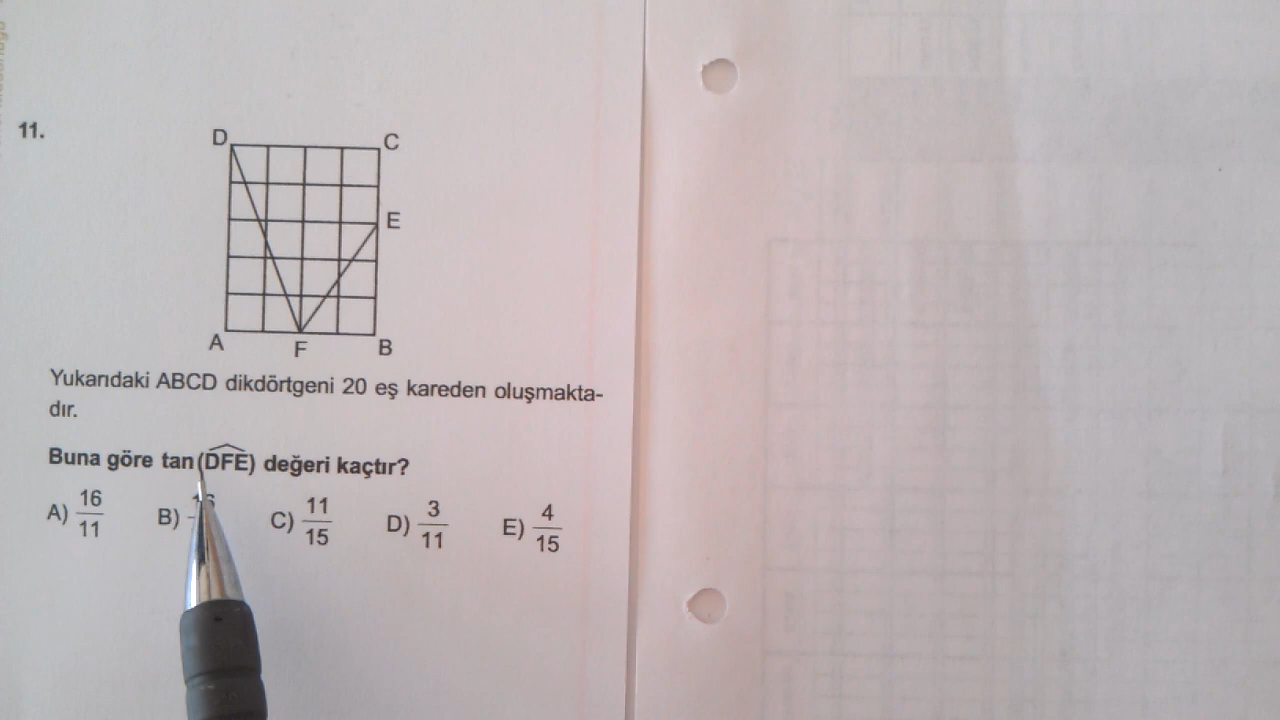 11.
D
C
E
A
F
B
Yukarıdaki ABCD dikdörtgeni 20 eş kareden oluşmakta-
dır.
Buna göre tan(DFE) değeri kaçtır?
A) 16/11 B) C) 11/15 D) 3/11 E) 4/15